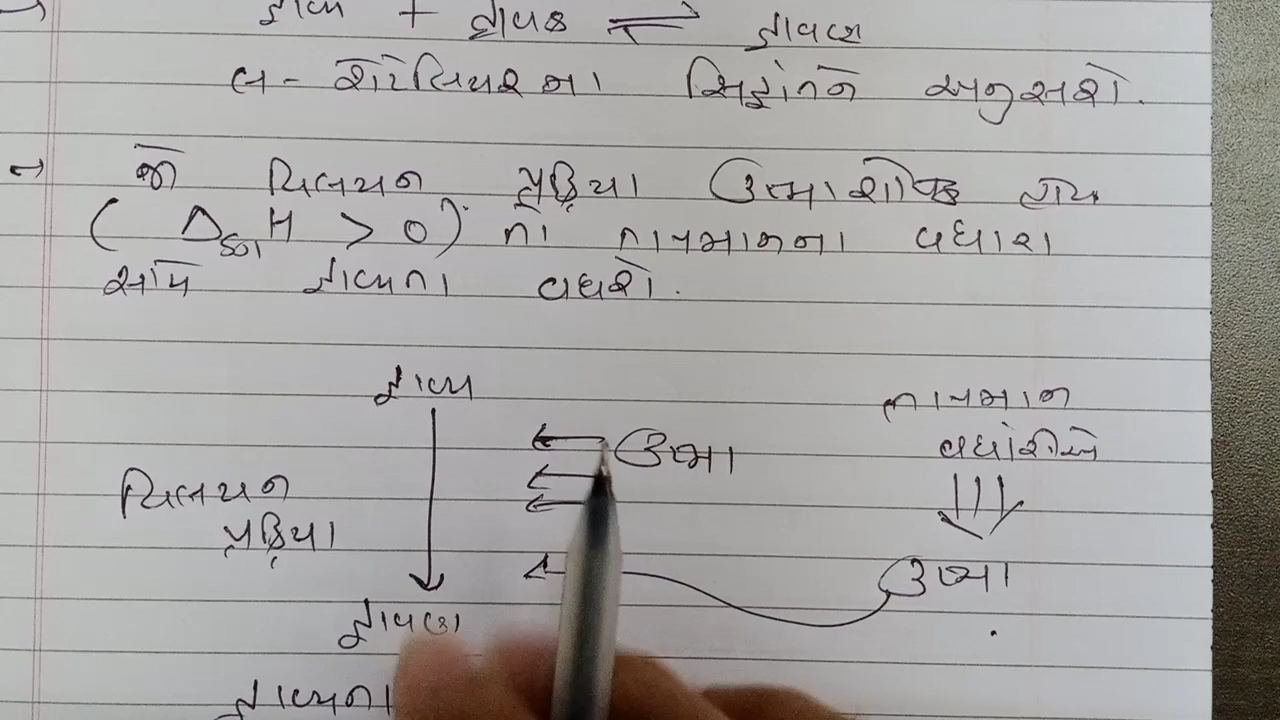 દ્રાવ્ય + દ્રાવક ⇌ દ્રાવણ
લ - શાટેલિયરના સિદ્ધાંતને અનુસરશે.
→ જો વિલયન પ્રક્રિયા ઉષ્માશોષક હોય
( ΔsolH > 0 ) તો તાપમાનના વધારા
સાથે દ્રાવ્યતા વધશે.
દ્રાવ્ય
તાપમાન
ઉષ્મા
વધારીએ
વિલયન
પ્રક્રિયા
ઉષ્મા
દ્રાવણ
દ્રાવ્યતા